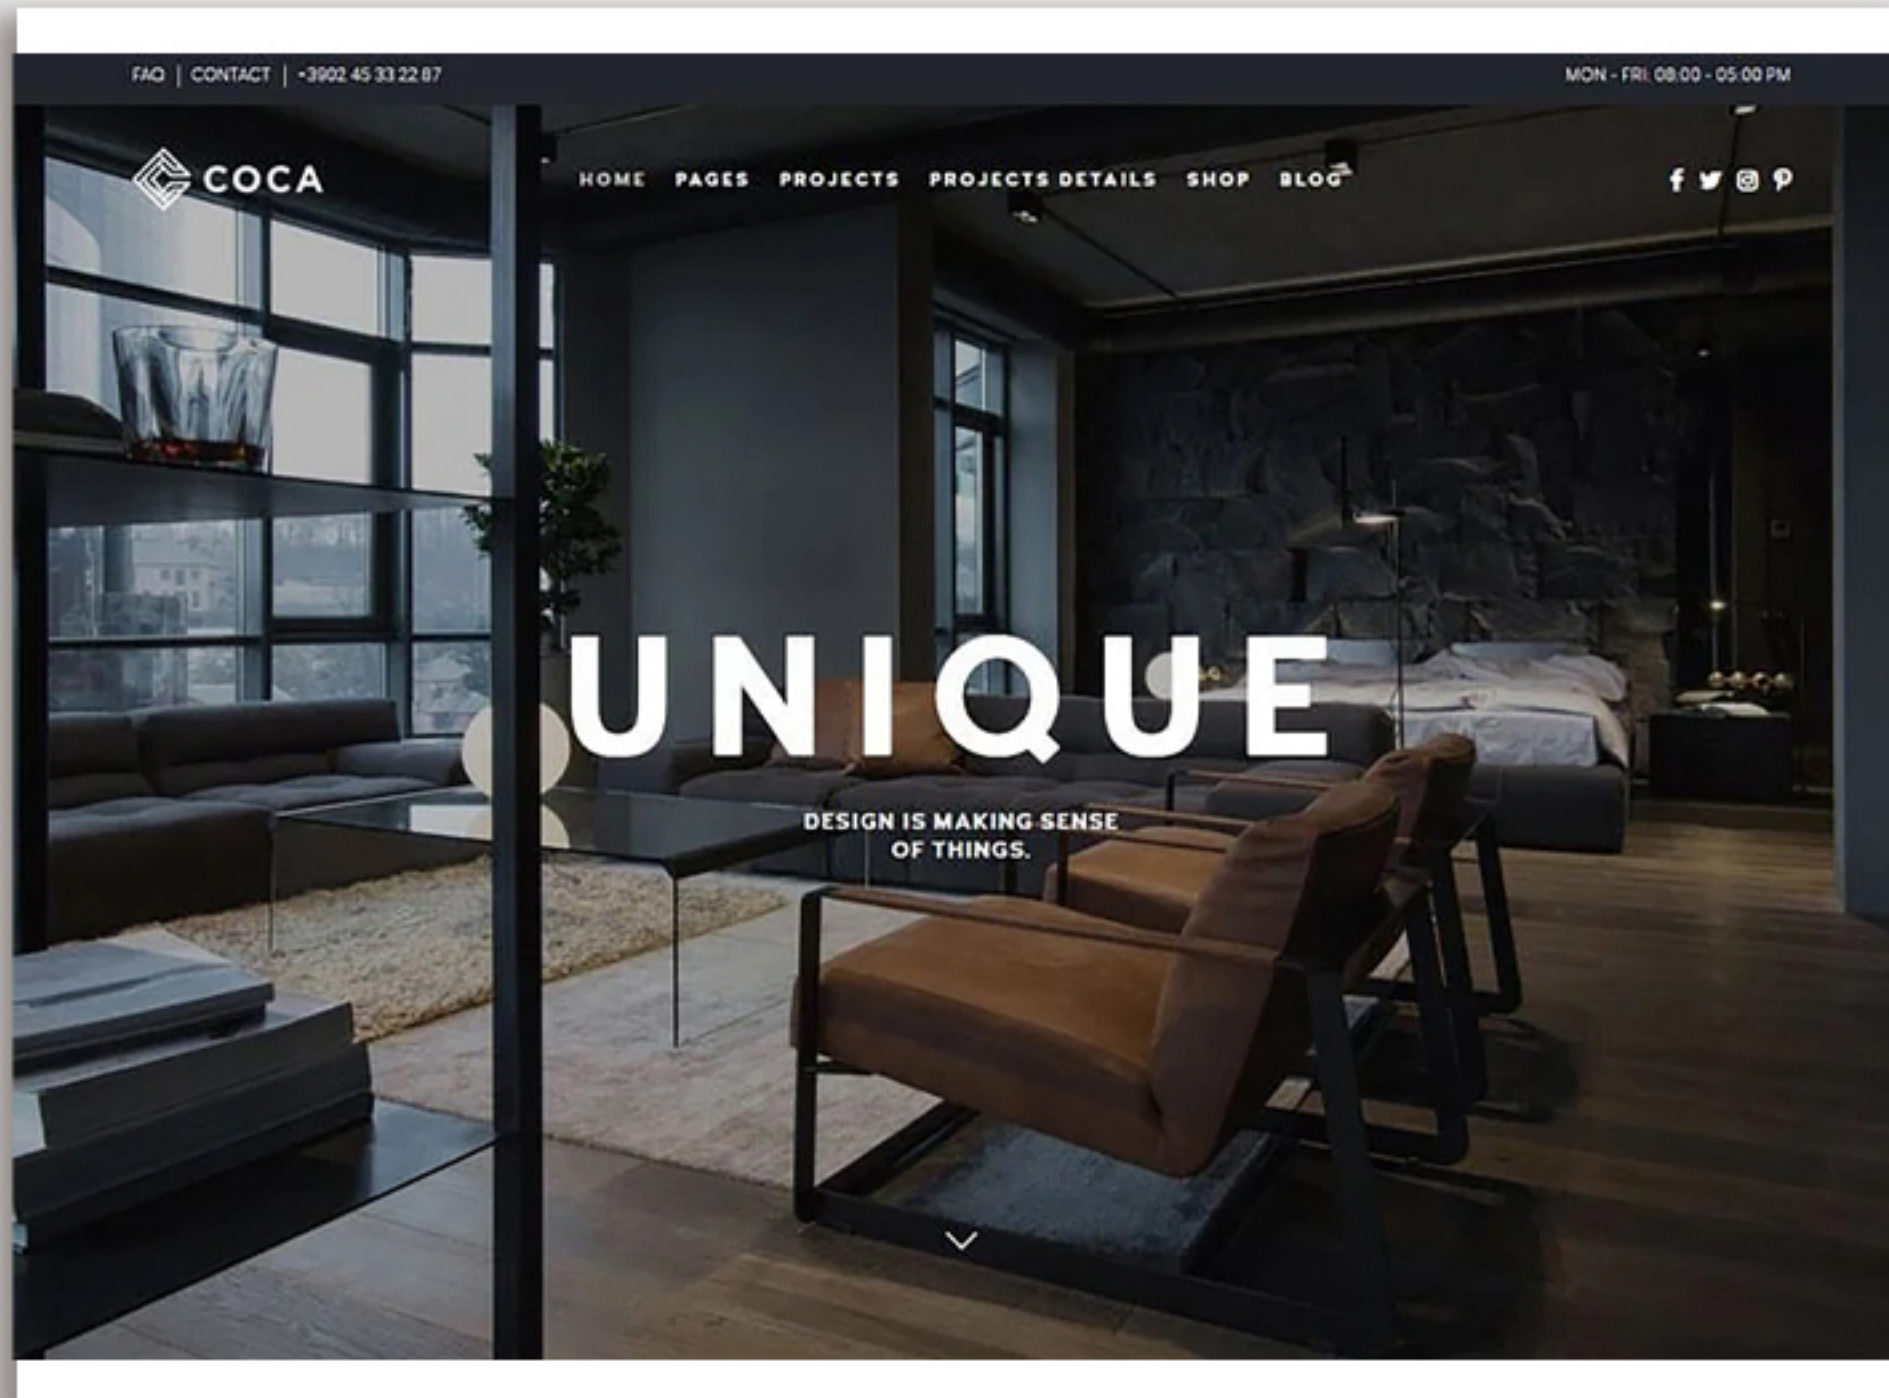 FAQ | CONTACT | +3902 45 33 22 87
MON - FRI: 08:00 - 05:00 PM
COCA
HOME PAGES PROJECTS PROJECTS DETAILS SHOP BLOG
UNIQUE
DESIGN IS MAKING SENSE
OF THINGS.